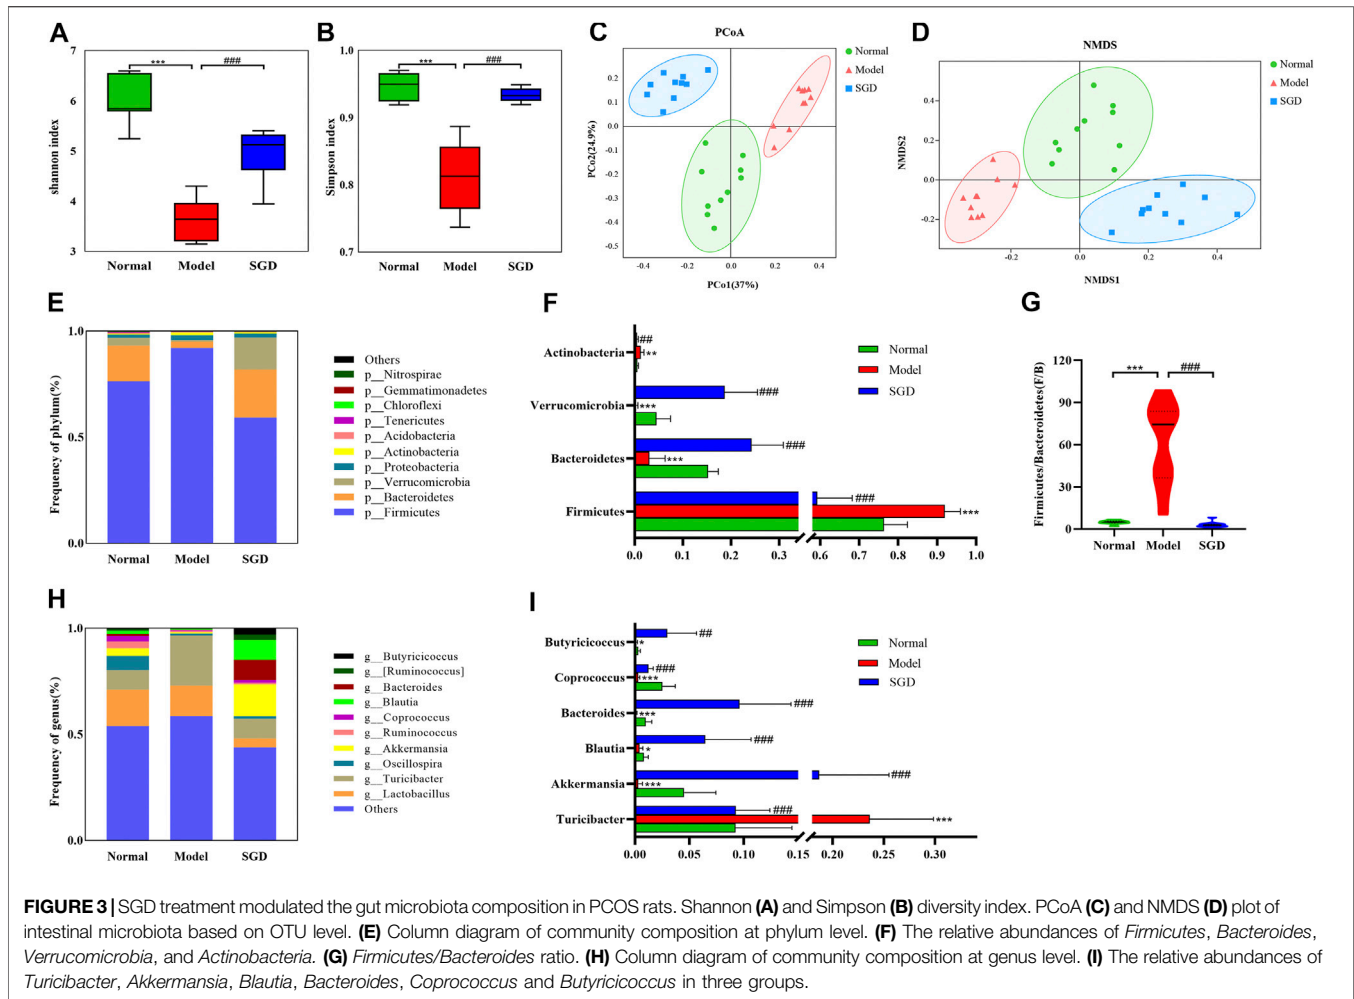 A
shannon index
7
6
5
4
3
***
###
Normal
Model
SGD
B
Simpson index
1.0
0.9
0.8
0.7
***
###
Normal
Model
SGD
C
PCoA
PCo2(24.9%)
0.2
0.1
0.0
-0.1
-0.2
-0.3
-0.4
-0.5
-0.4
-0.2
0.0
0.2
0.4
PCo1(37%)
Normal
Model
SGD
D
NMDS
NMDS2
0.4
0.2
0.0
-0.2
-0.2
0.0
0.2
0.4
NMDS1
Normal
Model
SGD
E
Frequency of phylum(%)
1.0
0.5
0.0
Normal
Model
SGD
Others
p__Nitrospirae
p__Gemmatimonadetes
p__Chloroflexi
p__Tenericutes
p__Acidobacteria
p__Actinobacteria
p__Proteobacteria
p__Verrucomicrobia
p__Bacteroidetes
p__Firmicutes
F
Actinobacteria
##
**
Verrucomicrobia
###
***
Bacteroidetes
###
***
Firmicutes
###
***
0.0
0.1
0.2
0.3
0.6
0.7
0.8
0.9
1.0
Normal
Model
SGD
G
Firmicutes/Bacteroidetes(F/B)
120
90
60
30
0
***
###
Normal
Model
SGD
H
Frequency of genus(%)
1.0
0.5
0.0
Normal
Model
SGD
g__Butyricicoccus
g__[Ruminococcus]
g__Bacteroides
g__Blautia
g__Coprococcus
g__Ruminococcus
g__Akkermansia
g__Oscillospira
g__Turicibacter
g__Lactobacillus
Others
I
Butyricicoccus
##
*
Coprococcus
###
***
Bacteroides
###
***
Blautia
###
*
Akkermansia
###
***
Turicibacter
###
***
0.00
0.05
0.10
0.15
0.20
0.25
0.30
Normal
Model
SGD
FIGURE 3 | SGD treatment modulated the gut microbiota composition in PCOS rats. Shannon (A) and Simpson (B) diversity index. PCoA (C) and NMDS (D) plot of
intestinal microbiota based on OTU level. (E) Column diagram of community composition at phylum level. (F) The relative abundances of Firmicutes, Bacteroides,
Verrucomicrobia, and Actinobacteria. (G) Firmicutes/Bacteroides ratio. (H) Column diagram of community composition at genus level. (I) The relative abundances of
Turicibacter, Akkermansia, Blautia, Bacteroides, Coprococcus and Butyricicoccus in three groups.